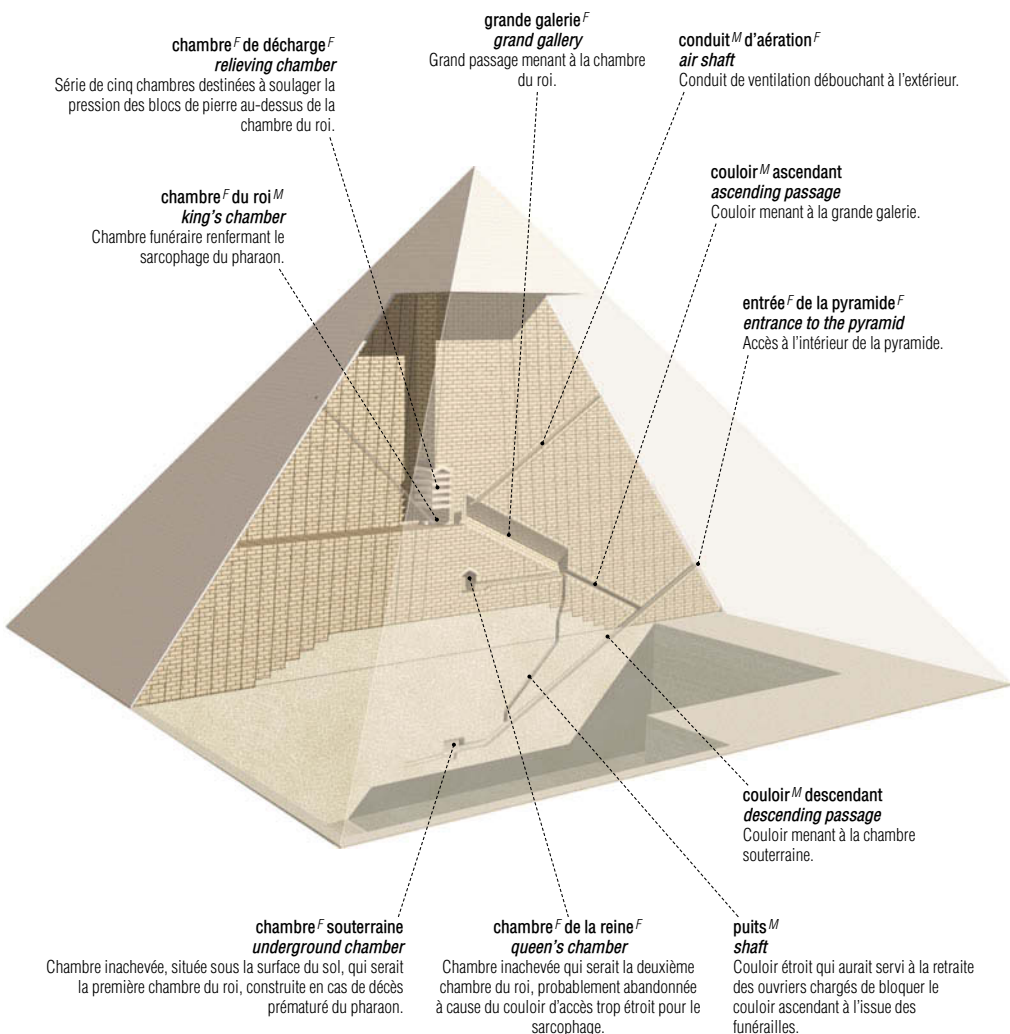 chambre F de décharge F
relieving chamber
Série de cinq chambres destinées à soulager la
pression des blocs de pierre au-dessus de la
chambre du roi.
grande galerie F
grand gallery
Grand passage menant à la chambre
du roi.
conduit M d'aération F
air shaft
Conduit de ventilation débouchant à l'extérieur.
chambre F du roi M
king's chamber
Chambre funéraire renfermant le
sarcophage du pharaon.
couloir M ascendant
ascending passage
Couloir menant à la grande galerie.
entrée F de la pyramide F
entrance to the pyramid
Accès à l'intérieur de la pyramide.
couloir M descendant
descending passage
Couloir menant à la chambre
souterraine.
chambre F souterraine
underground chamber
Chambre inachevée, située sous la surface du sol, qui serait
la première chambre du roi, construite en cas de décès
prématuré du pharaon.
chambre F de la reine F
queen's chamber
Chambre inachevée qui serait la deuxième
chambre du roi, probablement abandonnée
à cause du couloir d'accès trop étroit pour le
sarcophage.
puits M
shaft
Couloir étroit qui aurait servi à la retraite
des ouvriers chargés de bloquer le
couloir ascendant à l'issue des
funérailles.